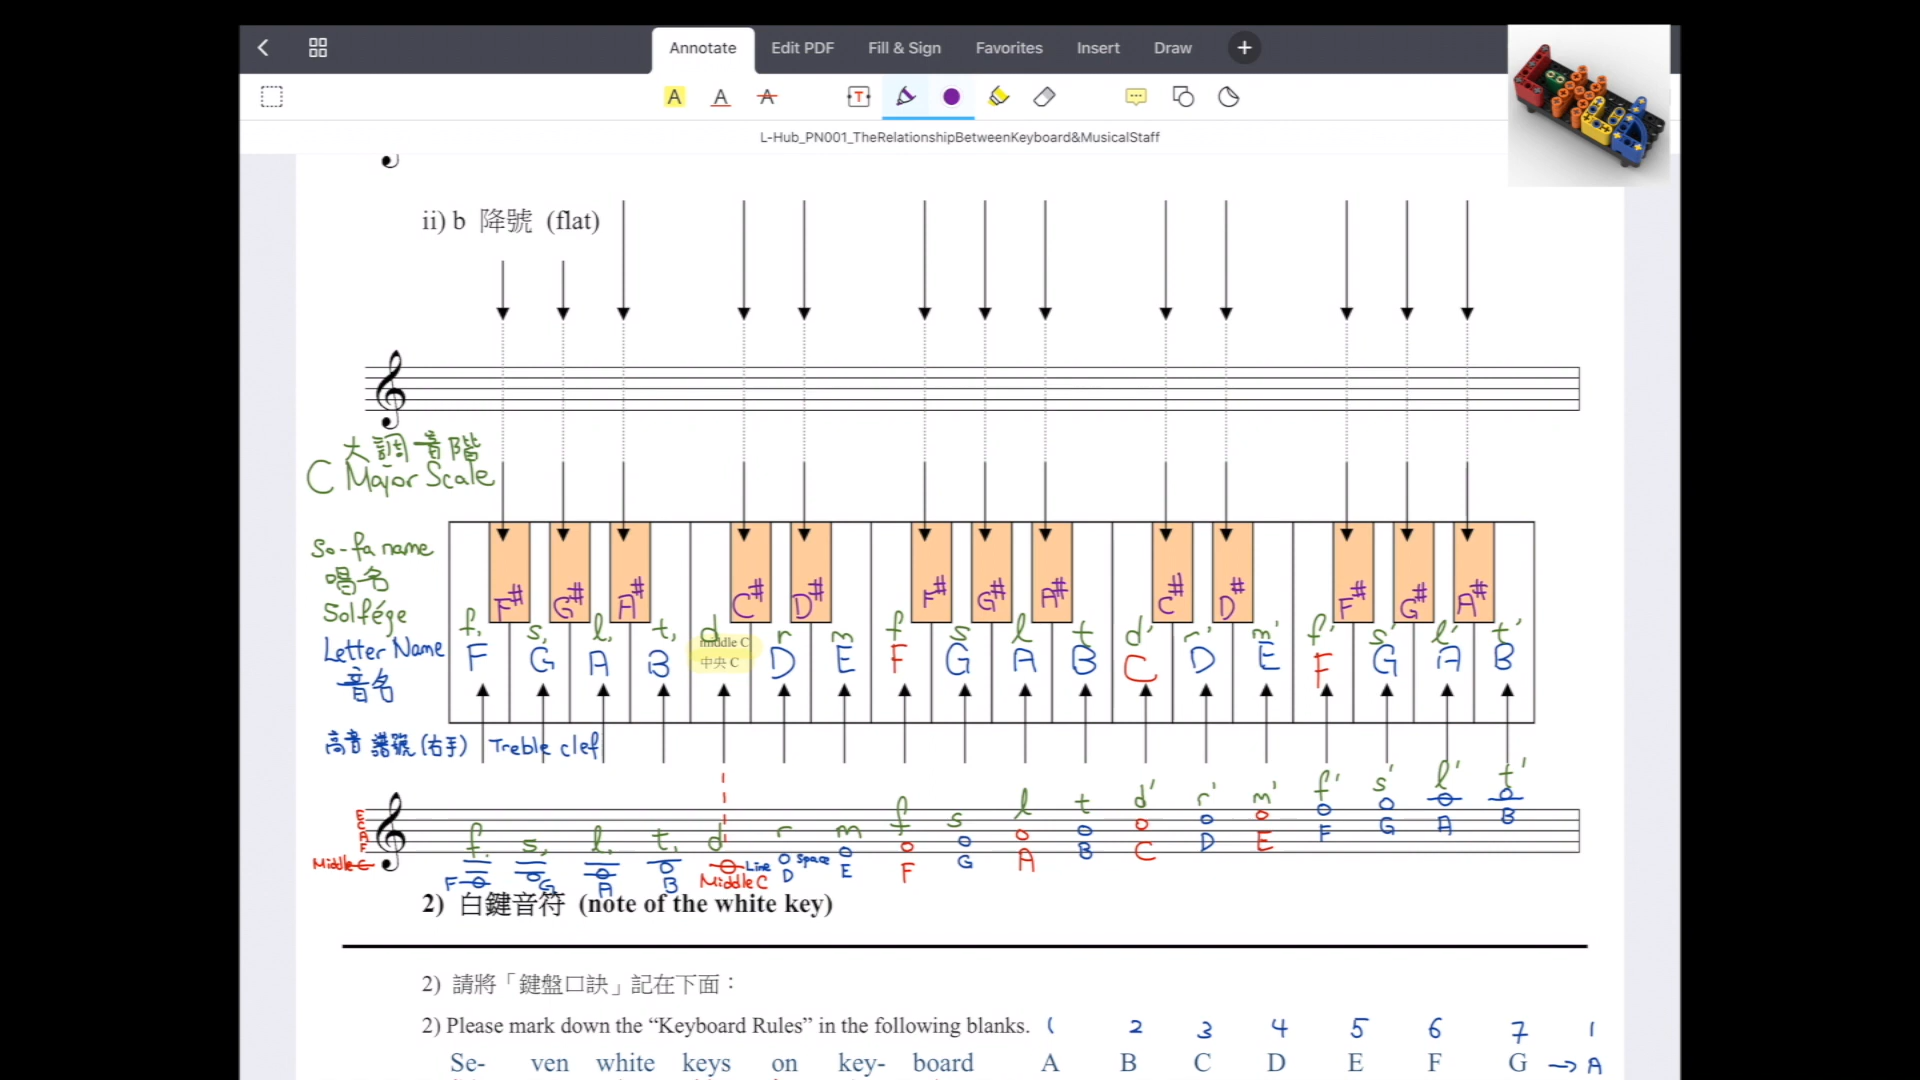 Annotate Edit PDF Fill & Sign Favorites Insert Draw
L-Hub_PN001_TheRelationshipBetweenKeyboard&MusicalStaff
ii) b 降號 (flat)
大調音階
C Major Scale
So-fa name
唱名
Solfége
F# G# A# C# D# F# G# A# C# D# F# G# A#
f, s, l, t, d r m f s l t d' r' m' f' s' l' t'
Letter Name
音名
F G A B middle C D E F G A B C D E F G A B
中央 C
高音譜號(右手) Treble clef
f, s, l, t, d r m f s l t d' r' m' f' s' l' t'
E
C
A
F
Middle C
F G A B Middle C Line D Space E F G A B C D E F G A B
2) 白鍵音符 (note of the white key)
2) 請將「鍵盤口訣」記在下面：
2) Please mark down the “Keyboard Rules” in the following blanks. ( 2 3 4 5 6 7 1
Se- ven white keys on key- board A B C D E F G → A